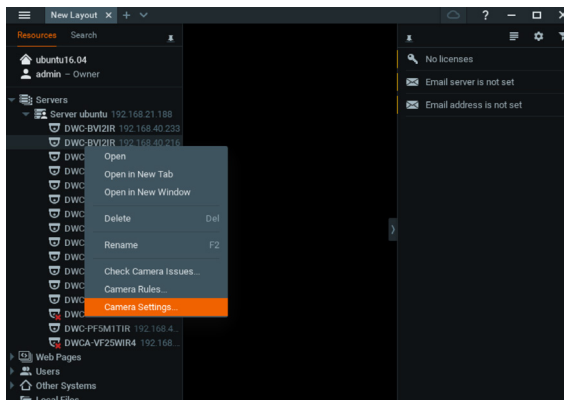 New Layout
?
Resources Search
ubuntu16.04
admin – Owner
Servers
Server ubuntu 192.168.21.188
DWC-BVI2IR 192.168.40.233
DWC-BVI2IR 192.168.40.216
DWC
Open
DWC
Open in New Tab
DWC
Open in New Window
DWC
DWC
Delete Del
DWC
DWC
Rename F2
DWC
DWC
Check Camera Issues...
DWC
Camera Rules...
DWC
Camera Settings...
DWC
DWC-PF5M1TIR 192.168.4...
DWCA-VF25WIR4 192.168...
Web Pages
Users
Other Systems
Local Files
No licenses
Email server is not set
Email address is not set